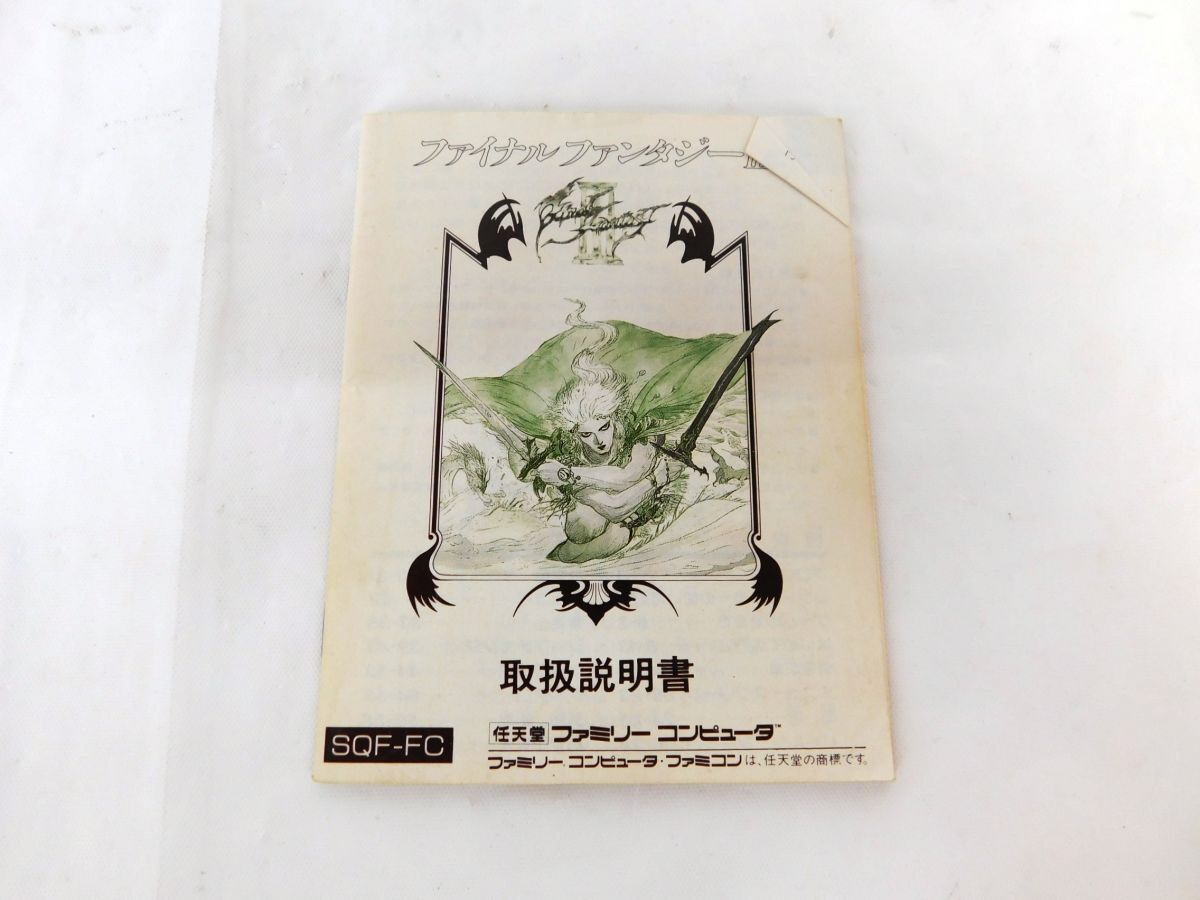 ファイナルファンタジー
FINAL FANTASY
III
取扱説明書
SQF-FC
任天堂 ファミリー コンピュータ™
ファミリー コンピュータ・ファミコンは、任天堂の商標です。